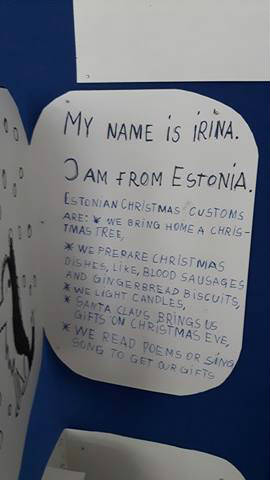 MY NAME IS IRINA.
I AM FROM ESTONIA.
ESTONIAN CHRISTMAS CUSTOMS
ARE: * WE BRING HOME A CHRIS-
TMAS TREE,
* WE PREPARE CHRISTMAS
DISHES, LIKE, BLOOD SAUSAGES
AND GINGERBREAD BISCUITS,
* WE LIGHT CANDLES,
* SANTA CLAUS BRINGS US
GIFTS ON CHRISTMAS EVE,
* WE READ POEMS OR SING
SONG TO GET OUR GIFTS